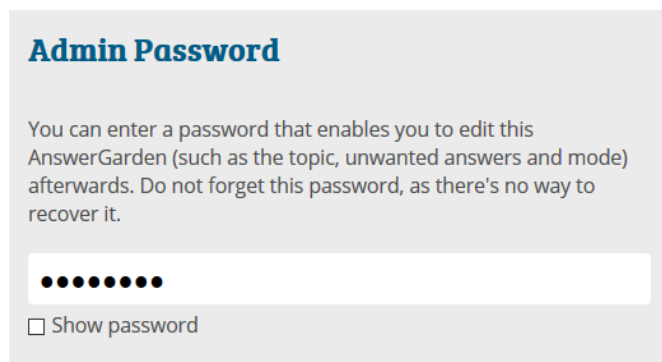 Admin Password
You can enter a password that enables you to edit this
AnswerGarden (such as the topic, unwanted answers and mode)
afterwards. Do not forget this password, as there's no way to
recover it.
••••••••
Show password